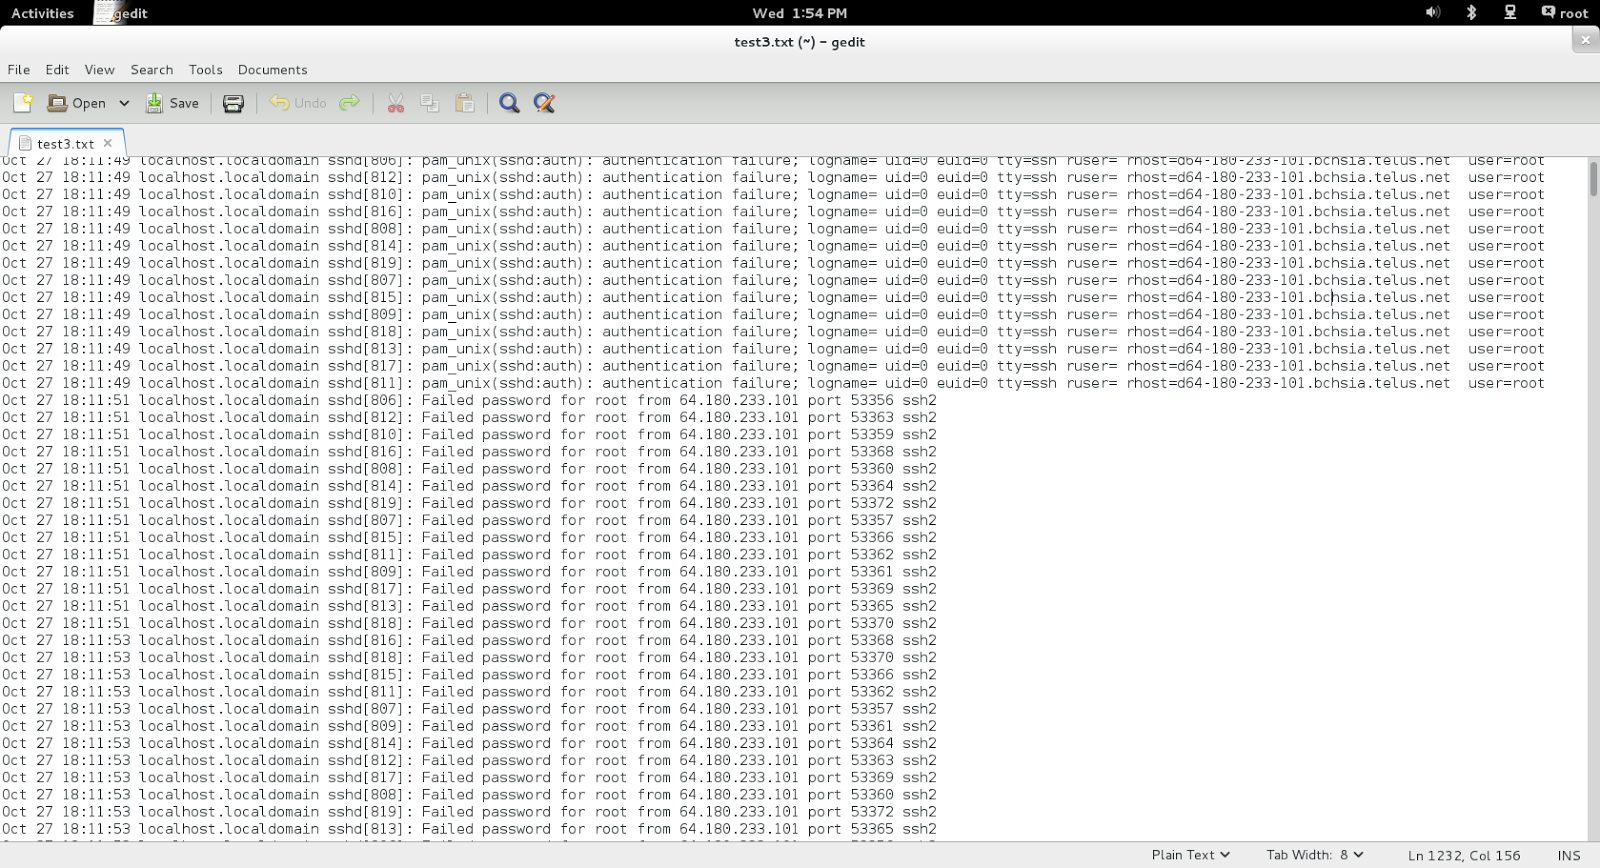 Activities gedit Wed 1:54 PM root
test3.txt (~) - gedit
File Edit View Search Tools Documents
Open Save Undo
test3.txt
Oct 27 18:11:49 localhost.localdomain sshd[806]: pam_unix(sshd:auth): authentication failure; logname= uid=0 euid=0 tty=ssh ruser= rhost=d64-180-233-101.bchsia.telus.net  user=root
Oct 27 18:11:49 localhost.localdomain sshd[812]: pam_unix(sshd:auth): authentication failure; logname= uid=0 euid=0 tty=ssh ruser= rhost=d64-180-233-101.bchsia.telus.net  user=root
Oct 27 18:11:49 localhost.localdomain sshd[810]: pam_unix(sshd:auth): authentication failure; logname= uid=0 euid=0 tty=ssh ruser= rhost=d64-180-233-101.bchsia.telus.net  user=root
Oct 27 18:11:49 localhost.localdomain sshd[816]: pam_unix(sshd:auth): authentication failure; logname= uid=0 euid=0 tty=ssh ruser= rhost=d64-180-233-101.bchsia.telus.net  user=root
Oct 27 18:11:49 localhost.localdomain sshd[808]: pam_unix(sshd:auth): authentication failure; logname= uid=0 euid=0 tty=ssh ruser= rhost=d64-180-233-101.bchsia.telus.net  user=root
Oct 27 18:11:49 localhost.localdomain sshd[814]: pam_unix(sshd:auth): authentication failure; logname= uid=0 euid=0 tty=ssh ruser= rhost=d64-180-233-101.bchsia.telus.net  user=root
Oct 27 18:11:49 localhost.localdomain sshd[819]: pam_unix(sshd:auth): authentication failure; logname= uid=0 euid=0 tty=ssh ruser= rhost=d64-180-233-101.bchsia.telus.net  user=root
Oct 27 18:11:49 localhost.localdomain sshd[807]: pam_unix(sshd:auth): authentication failure; logname= uid=0 euid=0 tty=ssh ruser= rhost=d64-180-233-101.bchsia.telus.net  user=root
Oct 27 18:11:49 localhost.localdomain sshd[815]: pam_unix(sshd:auth): authentication failure; logname= uid=0 euid=0 tty=ssh ruser= rhost=d64-180-233-101.bchsia.telus.net  user=root
Oct 27 18:11:49 localhost.localdomain sshd[809]: pam_unix(sshd:auth): authentication failure; logname= uid=0 euid=0 tty=ssh ruser= rhost=d64-180-233-101.bchsia.telus.net  user=root
Oct 27 18:11:49 localhost.localdomain sshd[818]: pam_unix(sshd:auth): authentication failure; logname= uid=0 euid=0 tty=ssh ruser= rhost=d64-180-233-101.bchsia.telus.net  user=root
Oct 27 18:11:49 localhost.localdomain sshd[813]: pam_unix(sshd:auth): authentication failure; logname= uid=0 euid=0 tty=ssh ruser= rhost=d64-180-233-101.bchsia.telus.net  user=root
Oct 27 18:11:49 localhost.localdomain sshd[817]: pam_unix(sshd:auth): authentication failure; logname= uid=0 euid=0 tty=ssh ruser= rhost=d64-180-233-101.bchsia.telus.net  user=root
Oct 27 18:11:49 localhost.localdomain sshd[811]: pam_unix(sshd:auth): authentication failure; logname= uid=0 euid=0 tty=ssh ruser= rhost=d64-180-233-101.bchsia.telus.net  user=root
Oct 27 18:11:51 localhost.localdomain sshd[806]: Failed password for root from 64.180.233.101 port 53356 ssh2
Oct 27 18:11:51 localhost.localdomain sshd[812]: Failed password for root from 64.180.233.101 port 53363 ssh2
Oct 27 18:11:51 localhost.localdomain sshd[810]: Failed password for root from 64.180.233.101 port 53359 ssh2
Oct 27 18:11:51 localhost.localdomain sshd[816]: Failed password for root from 64.180.233.101 port 53368 ssh2
Oct 27 18:11:51 localhost.localdomain sshd[808]: Failed password for root from 64.180.233.101 port 53360 ssh2
Oct 27 18:11:51 localhost.localdomain sshd[814]: Failed password for root from 64.180.233.101 port 53364 ssh2
Oct 27 18:11:51 localhost.localdomain sshd[819]: Failed password for root from 64.180.233.101 port 53372 ssh2
Oct 27 18:11:51 localhost.localdomain sshd[807]: Failed password for root from 64.180.233.101 port 53357 ssh2
Oct 27 18:11:51 localhost.localdomain sshd[815]: Failed password for root from 64.180.233.101 port 53366 ssh2
Oct 27 18:11:51 localhost.localdomain sshd[811]: Failed password for root from 64.180.233.101 port 53362 ssh2
Oct 27 18:11:51 localhost.localdomain sshd[809]: Failed password for root from 64.180.233.101 port 53361 ssh2
Oct 27 18:11:51 localhost.localdomain sshd[817]: Failed password for root from 64.180.233.101 port 53369 ssh2
Oct 27 18:11:51 localhost.localdomain sshd[813]: Failed password for root from 64.180.233.101 port 53365 ssh2
Oct 27 18:11:51 localhost.localdomain sshd[818]: Failed password for root from 64.180.233.101 port 53370 ssh2
Oct 27 18:11:53 localhost.localdomain sshd[816]: Failed password for root from 64.180.233.101 port 53368 ssh2
Oct 27 18:11:53 localhost.localdomain sshd[818]: Failed password for root from 64.180.233.101 port 53370 ssh2
Oct 27 18:11:53 localhost.localdomain sshd[815]: Failed password for root from 64.180.233.101 port 53366 ssh2
Oct 27 18:11:53 localhost.localdomain sshd[811]: Failed password for root from 64.180.233.101 port 53362 ssh2
Oct 27 18:11:53 localhost.localdomain sshd[807]: Failed password for root from 64.180.233.101 port 53357 ssh2
Oct 27 18:11:53 localhost.localdomain sshd[809]: Failed password for root from 64.180.233.101 port 53361 ssh2
Oct 27 18:11:53 localhost.localdomain sshd[814]: Failed password for root from 64.180.233.101 port 53364 ssh2
Oct 27 18:11:53 localhost.localdomain sshd[812]: Failed password for root from 64.180.233.101 port 53363 ssh2
Oct 27 18:11:53 localhost.localdomain sshd[817]: Failed password for root from 64.180.233.101 port 53369 ssh2
Oct 27 18:11:53 localhost.localdomain sshd[808]: Failed password for root from 64.180.233.101 port 53360 ssh2
Oct 27 18:11:53 localhost.localdomain sshd[819]: Failed password for root from 64.180.233.101 port 53372 ssh2
Oct 27 18:11:53 localhost.localdomain sshd[813]: Failed password for root from 64.180.233.101 port 53365 ssh2
Plain Text Tab Width: 8 Ln 1232, Col 156 INS